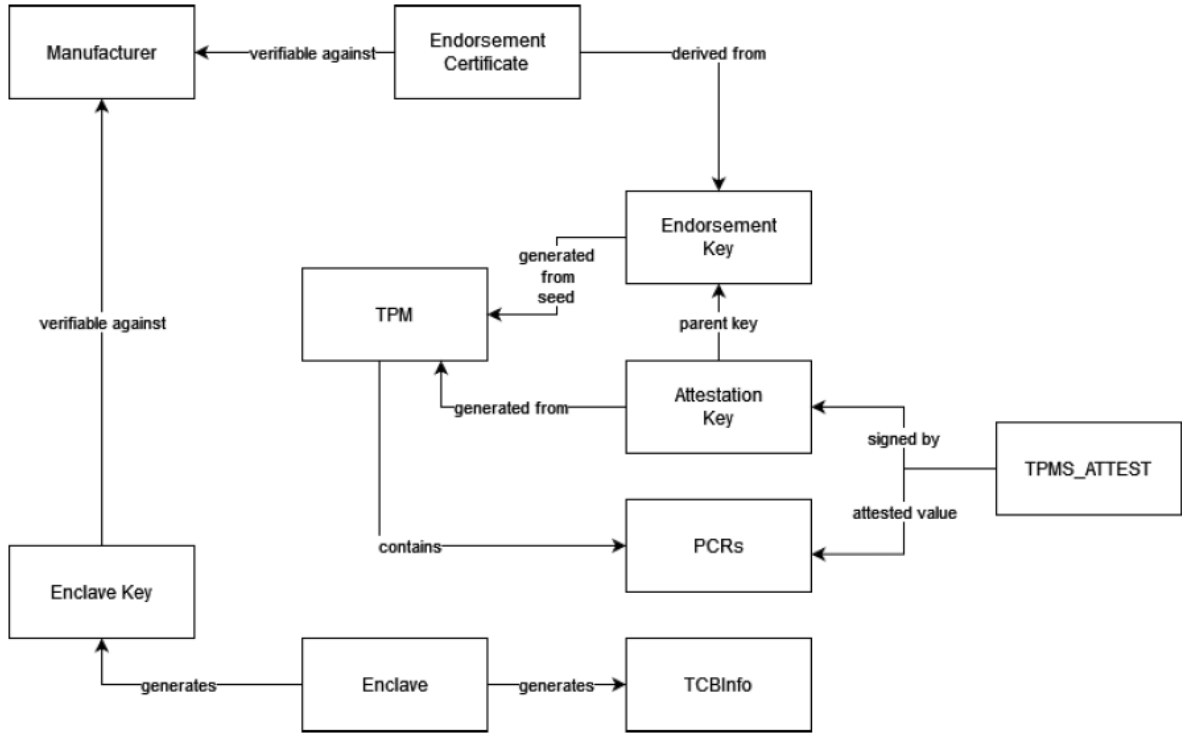 Manufacturer
verifiable against
Endorsement
Certificate
derived from
Endorsement
Key
generated
from
seed
TPM
parent key
verifiable against
Attestation
Key
generated from
signed by
TPMS_ATTEST
attested value
PCRs
contains
Enclave Key
generates
Enclave
generates
TCBInfo